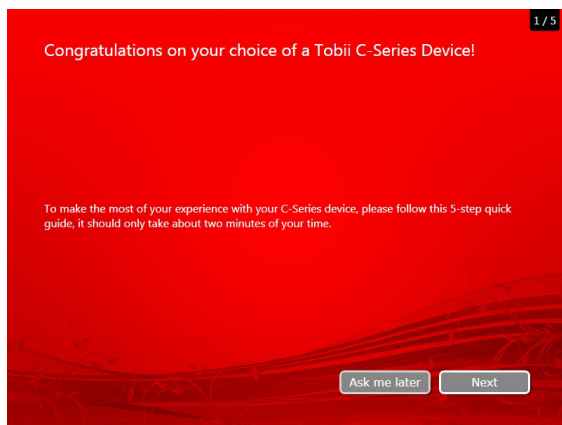 1 / 5
Congratulations on your choice of a Tobii C-Series Device!
To make the most of your experience with your C-Series device, please follow this 5-step quick
guide, it should only take about two minutes of your time.
Ask me later
Next